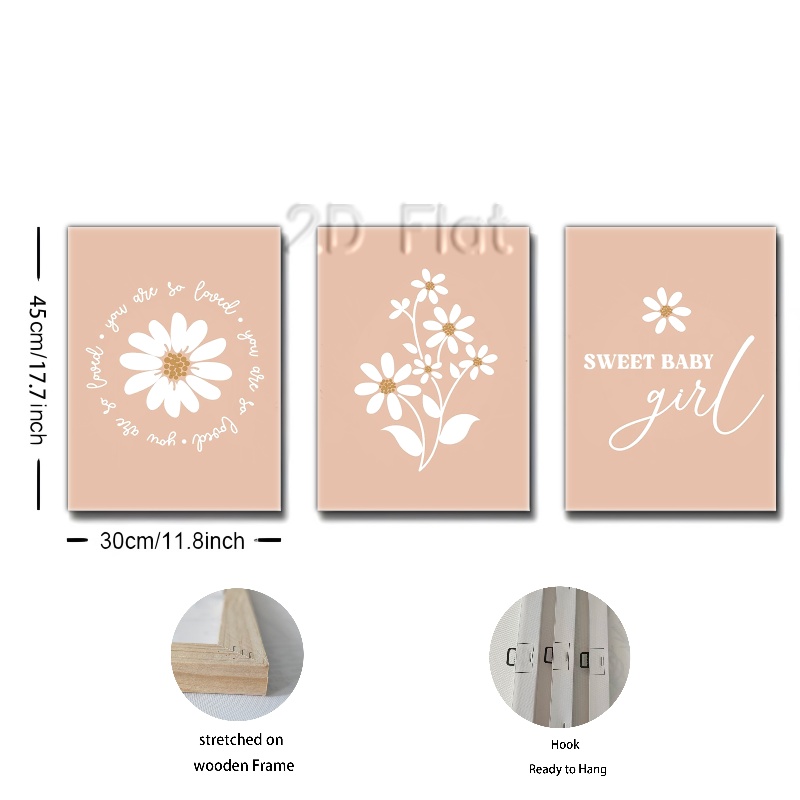 2.D Flat
you are so loved • you are so loved • you are so loved •
SWEET BABY
girl
45cm/17.7inch
30cm/11.8inch
stretched on
wooden Frame
Hook
Ready to Hang